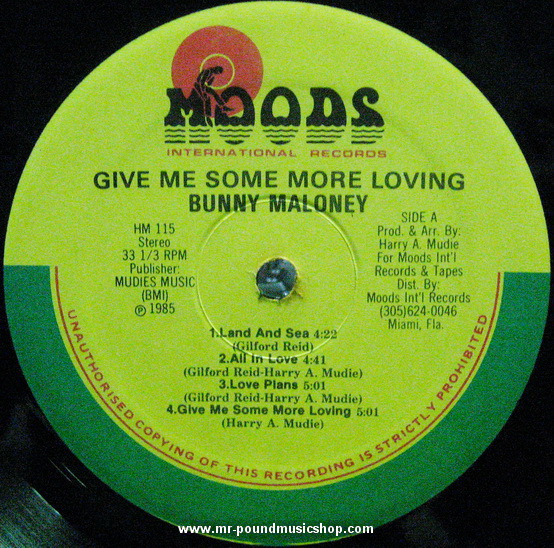 MOODS
INTERNATIONAL RECORDS
GIVE ME SOME MORE LOVING
BUNNY MALONEY
HM 115
Stereo
33 1/3 RPM
Publisher:
MUDIES MUSIC
(BMI)
℗ 1985
SIDE A
Prod. & Arr. By:
Harry A. Mudie
For Moods Int'l
Records & Tapes
Dist. By:
Moods Int'l Records
(305)624-0046
Miami, Fla.
1.Land And Sea 4:22
(Gilford Reid)
2.All In Love 4:41
(Gilford Reid-Harry A. Mudie)
3.Love Plans 5:01
(Gilford Reid-Harry A. Mudie)
4.Give Me Some More Loving 5:01
(Harry A. Mudie)
UNAUTHORISED COPYING OF THIS RECORDING IS STRICTLY PROHIBITED
www.mr-poundmusicshop.com